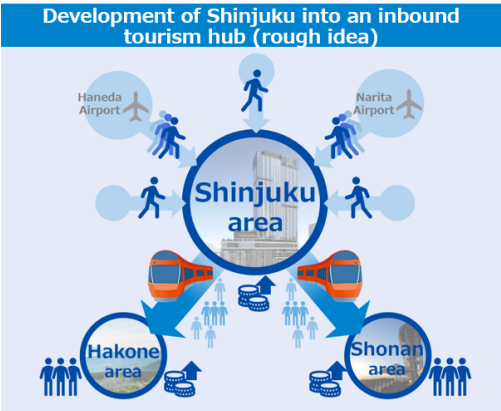 Development of Shinjuku into an inbound
tourism hub (rough idea)
Haneda
Airport
Narita
Airport
Shinjuku
area
Hakone
area
Shonan
area